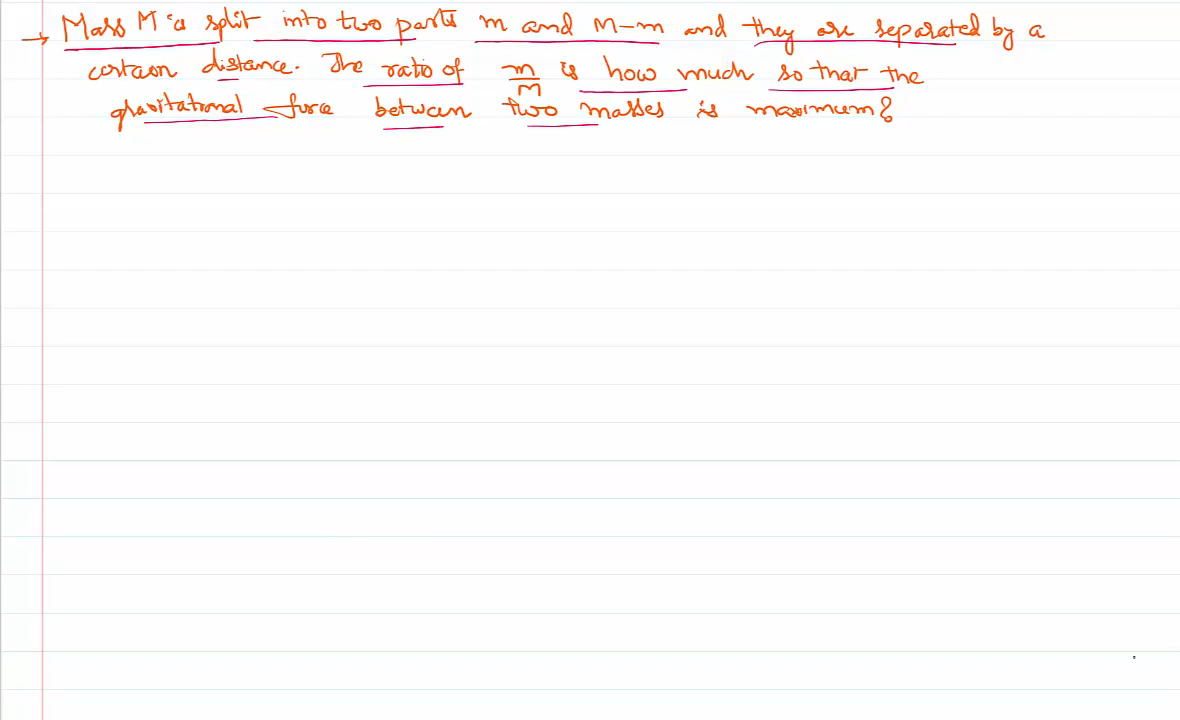 → Mass M is split into two parts m and M-m and they are separated by a
certain distance. The ratio of m/M is how much so that the
gravitational force between two masses is maximum?